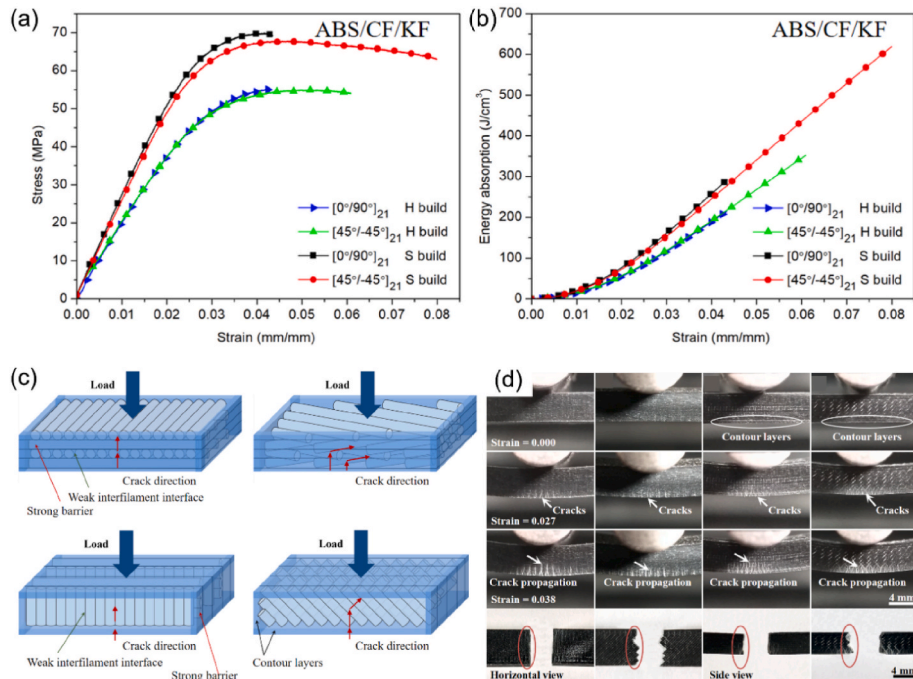 (a)
ABS/CF/KF
Stress (MPa)
70
65
60
55
50
45
40
35
30
25
20
15
10
5
0
[0°/90°]21 H build
[45°/-45°]21 H build
[0°/90°]21 S build
[45°/-45°]21 S build
0.00 0.01 0.02 0.03 0.04 0.05 0.06 0.07 0.08
Strain (mm/mm)
(b)
ABS/CF/KF
Energy absorption (J/cm³)
700
600
500
400
300
200
100
0
[0°/90°]21 H build
[45°/-45°]21 H build
[0°/90°]21 S build
[45°/-45°]21 S build
0.00 0.01 0.02 0.03 0.04 0.05 0.06 0.07 0.08
Strain (mm/mm)
(c)
Load
Crack direction
Weak interfilament interface
Strong barrier
Load
Crack direction
Load
Crack direction
Weak interfilament interface
Strong barrier
Load
Crack direction
Contour layers
(d)
Strain = 0.000
Contour layers
Contour layers
Cracks
Cracks
Cracks
Cracks
Strain = 0.027
Crack propagation
Crack propagation
Crack propagation
Crack propagation
Strain = 0.038
4 mm
Horizontal view
Side view
4 mm